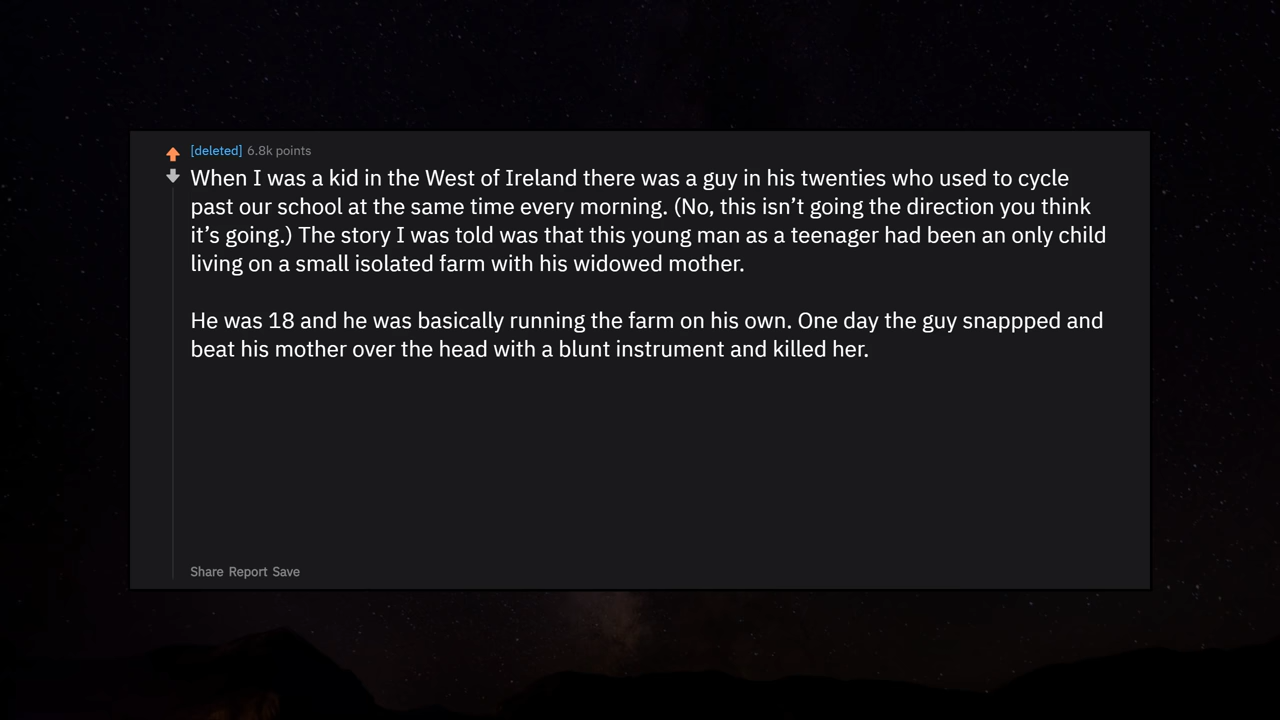 [deleted] 6.8k points
When I was a kid in the West of Ireland there was a guy in his twenties who used to cycle
past our school at the same time every morning. (No, this isn’t going the direction you think
it’s going.) The story I was told was that this young man as a teenager had been an only child
living on a small isolated farm with his widowed mother.
He was 18 and he was basically running the farm on his own. One day the guy snappped and
beat his mother over the head with a blunt instrument and killed her.
Share Report Save